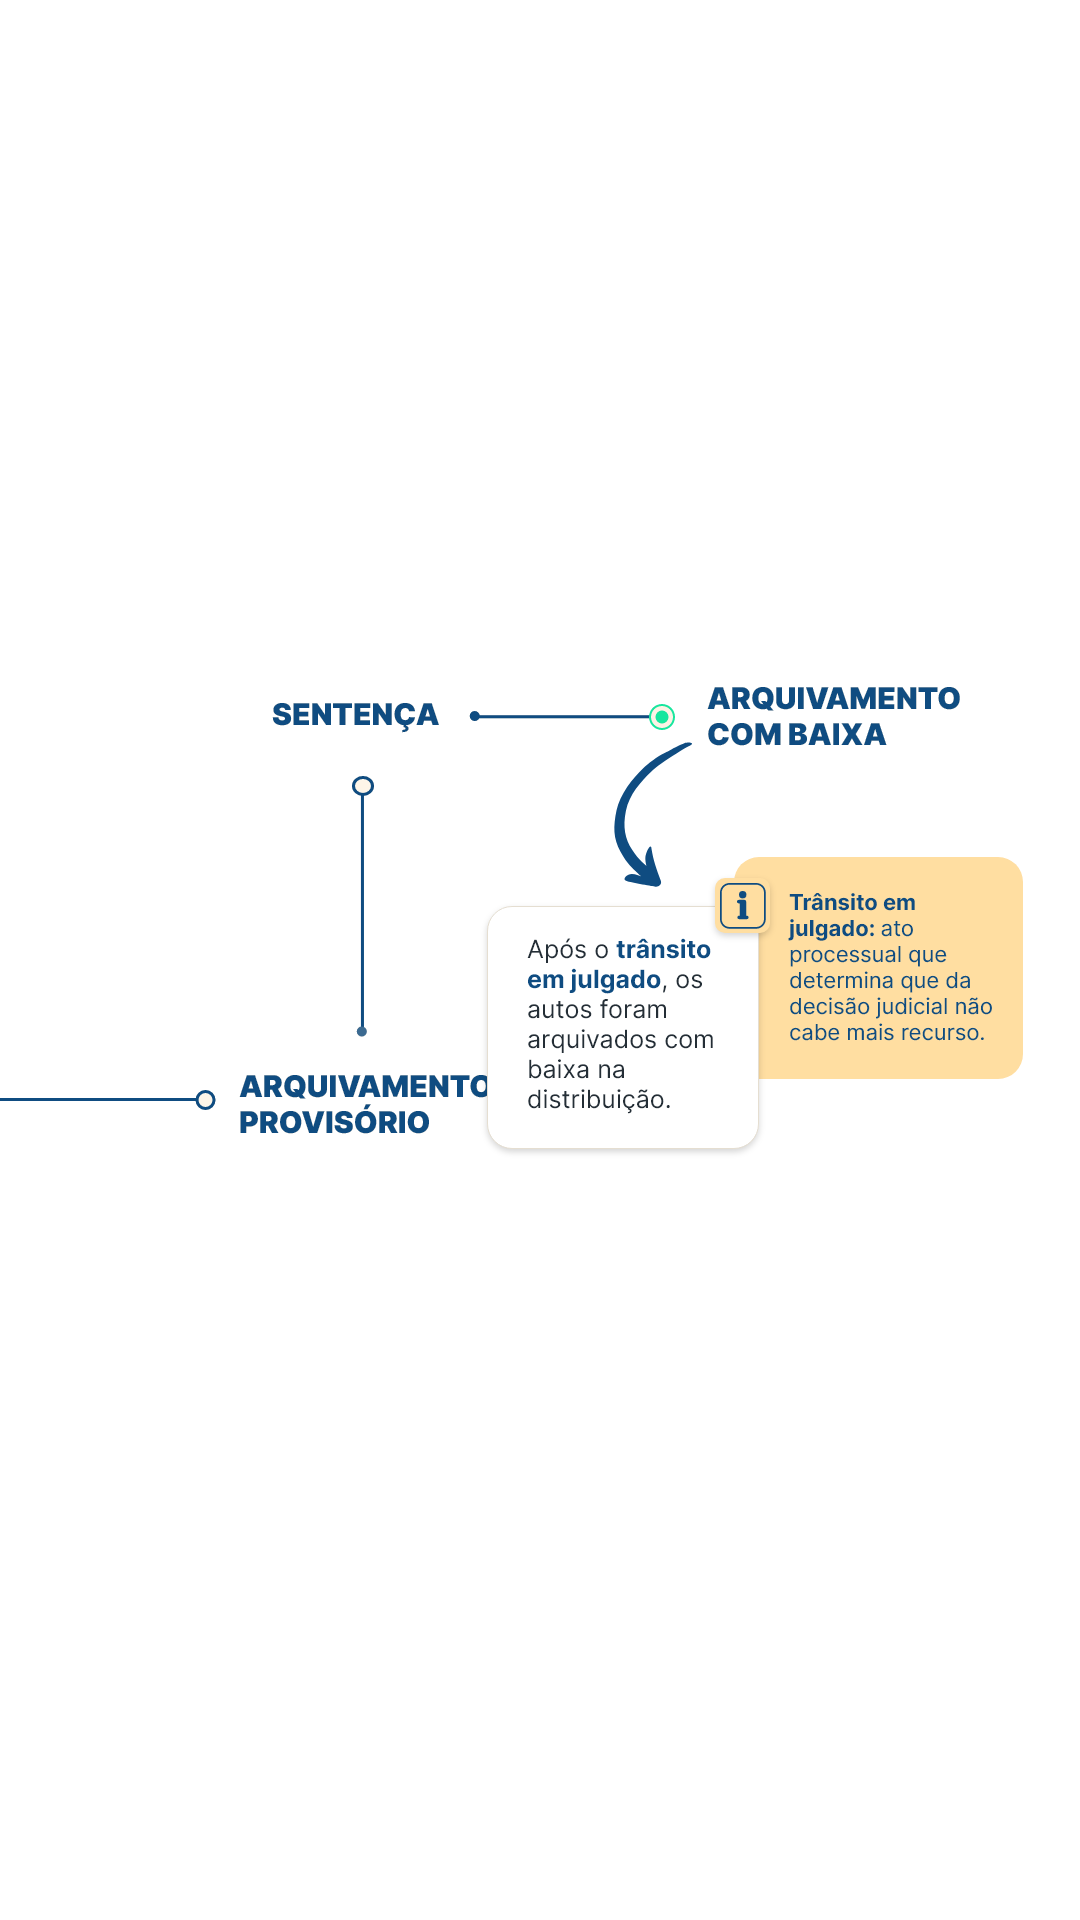 SENTENÇA
ARQUIVAMENTO
COM BAIXA
Trânsito em
julgado: ato
processual que
determina que da
decisão judicial não
cabe mais recurso.
Após o trânsito
em julgado, os
autos foram
arquivados com
baixa na
distribuição.
ARQUIVAMENTO
PROVISÓRIO